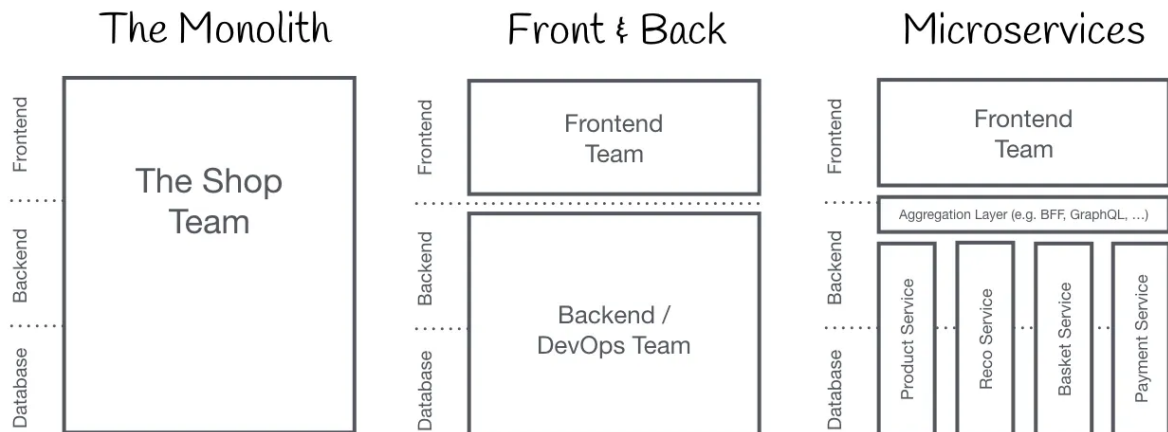 The Monolith
Front & Back
Microservices
Frontend
Backend
Database
The Shop
Team
Frontend
Backend
Database
Frontend
Team
Backend /
DevOps Team
Frontend
Backend
Database
Frontend
Team
Aggregation Layer (e.g. BFF, GraphQL, ...)
Product Service
Reco Service
Basket Service
Payment Service